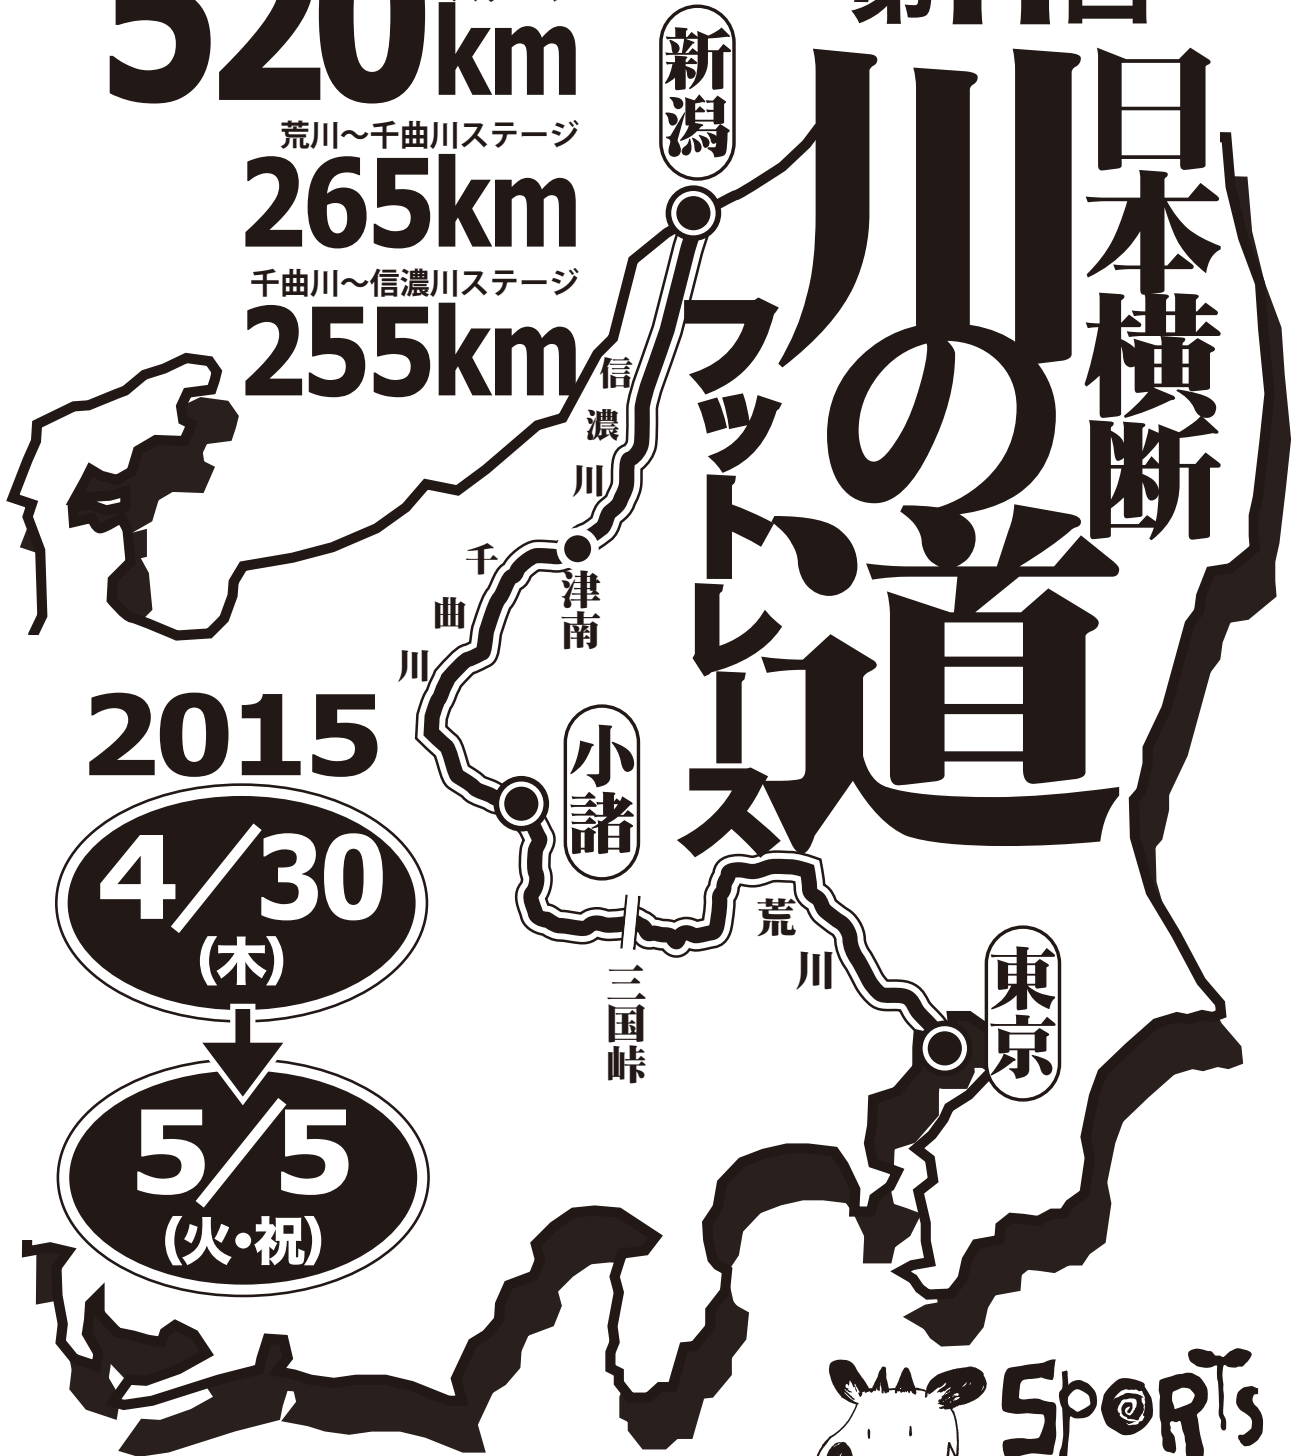 520km
荒川～千曲川ステージ
265km
千曲川～信濃川ステージ
255km
日本横断
川の道
フットレース
新潟
信濃川
津南
千曲川
小諸
三国峠
荒川
東京
2015
4/30
(木)
5/5
(火・祝)
SPORTS